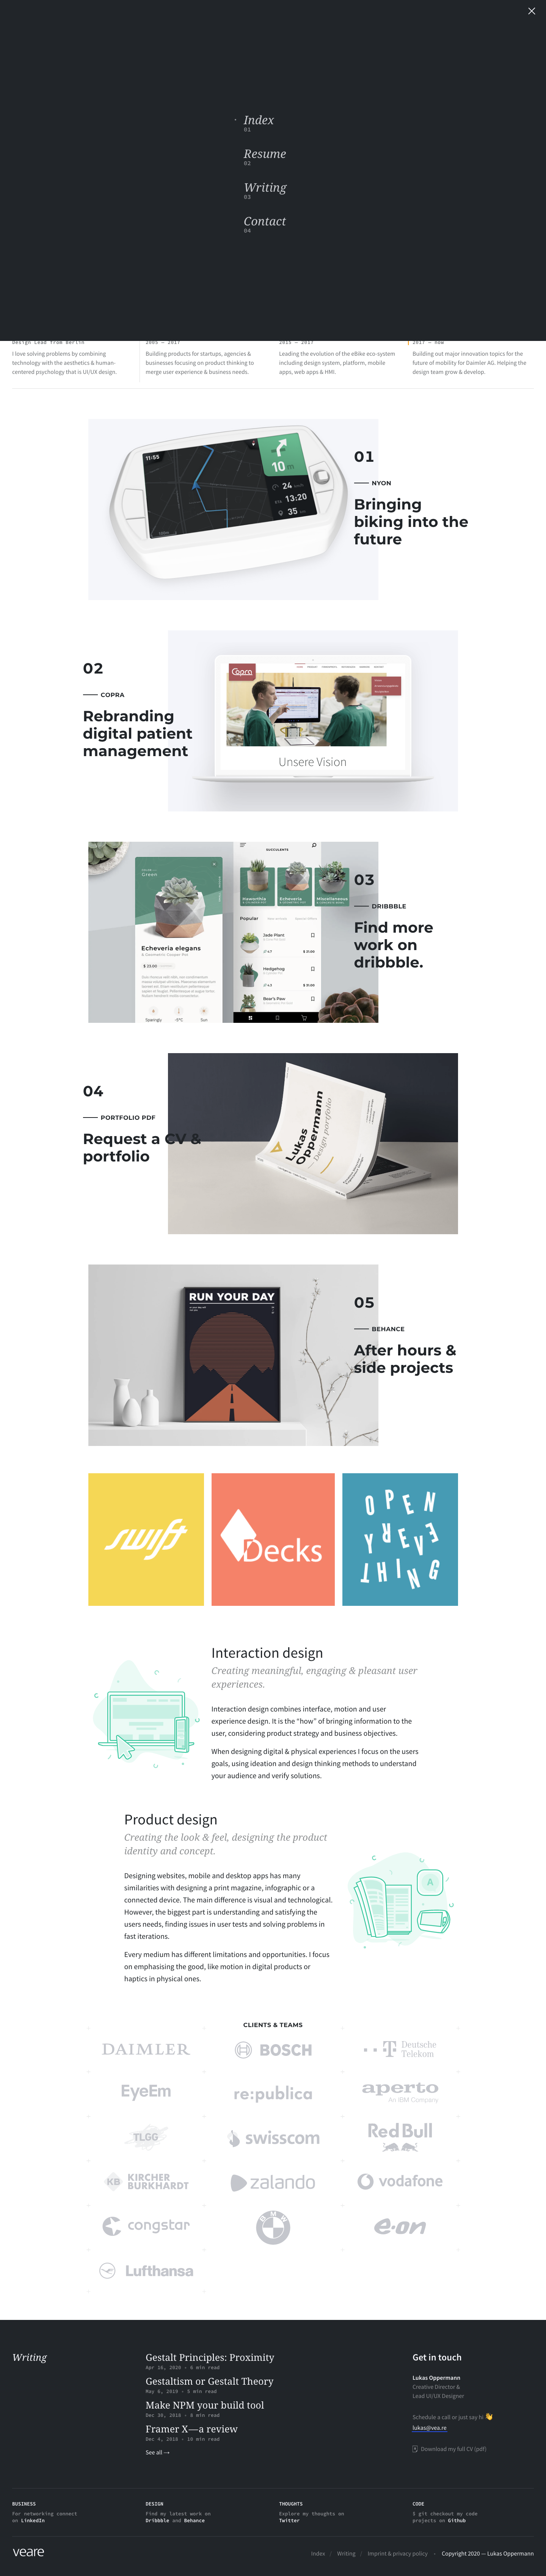 Index
01
Resume
02
Writing
03
Contact
04
Design Lead from Berlin
2005 — 2017
2015 — 2017
2017 — now
I love solving problems by combining
technology with the aesthetics & human-
centered psychology that is UI/UX design.
Building products for startups, agencies &
businesses focusing on product thinking to
merge user experience & business needs.
Leading the evolution of the eBike eco-system
including design system, platform, mobile
apps, web apps & HMI.
Building out major innovation topics for the
future of mobility for Daimler AG. Helping the
design team grow & develop.
11:55
10 m
24
13:20
35
01
NYON
Bringing
biking into the
future
02
COPRA
Rebranding
digital patient
management
Copra
Unsere Vision
Green
Echeveria elegans
$ 23.00
Sparingly
-5°C
Sun
SUCCULENTS
Haworthia
Echeveria
Miscellaneous
Popular
Jade Plant
Hedgehog
Bear's Paw
03
DRIBBBLE
Find more
work on
dribbble.
04
PORTFOLIO PDF
Request a CV &
portfolio
Lukas
Oppermann
Design portfolio
RUN YOUR DAY
05
BEHANCE
After hours &
side projects
swift
Decks
OPEN
EVERY
THING
Interaction design
Creating meaningful, engaging & pleasant user
experiences.
Interaction design combines interface, motion and user
experience design. It is the “how” of bringing information to the
user, considering product strategy and business objectives.
When designing digital & physical experiences I focus on the users
goals, using ideation and design thinking methods to understand
your audience and verify solutions.
Product design
Creating the look & feel, designing the product
identity and concept.
Designing websites, mobile and desktop apps has many
similarities with designing a print magazine, infographic or a
connected device. The main difference is visual and technological.
However, the biggest part is understanding and satisfying the
users needs, finding issues in user tests and solving problems in
fast iterations.
Every medium has different limitations and opportunities. I focus
on emphasising the good, like motion in digital products or
haptics in physical ones.
A
CLIENTS & TEAMS
DAIMLER
BOSCH
Deutsche
Telekom
EyeEm
re:publica
aperto
An IBM Company
TLGG
swisscom
Red Bull
KB KIRCHER
BURKHARDT
zalando
vodafone
congstar
BMW
e·on
Lufthansa
Writing
Gestalt Principles: Proximity
Apr 16, 2020 - 6 min read
Gestaltism or Gestalt Theory
May 6, 2019 - 5 min read
Make NPM your build tool
Dec 16, 2018 - 8 min read
Framer X—a review
Dec 4, 2018 - 10 min read
See all →
Get in touch
Lukas Oppermann
Creative Director &
Lead UI/UX Designer
Schedule a call or just say hi 👋
lukas@vea.re
Download my full CV (pdf)
BUSINESS
For networking connect
on LinkedIn
DESIGN
Find my latest work on
Dribbble and Behance
THOUGHTS
Explore my thoughts on
Twitter
CODE
$ git checkout my code
projects on Github
veare
Index / Writing / Imprint & privacy policy - Copyright 2020 — Lukas Oppermann